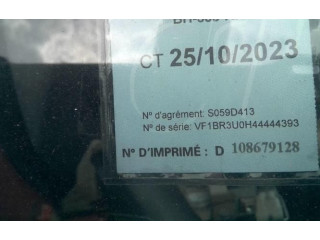 CT 25/10/2023
N° d'agrément: S059D413
N° de série: VF1BR3U0H44444393
N° D'IMPRIMÉ : D 108679128